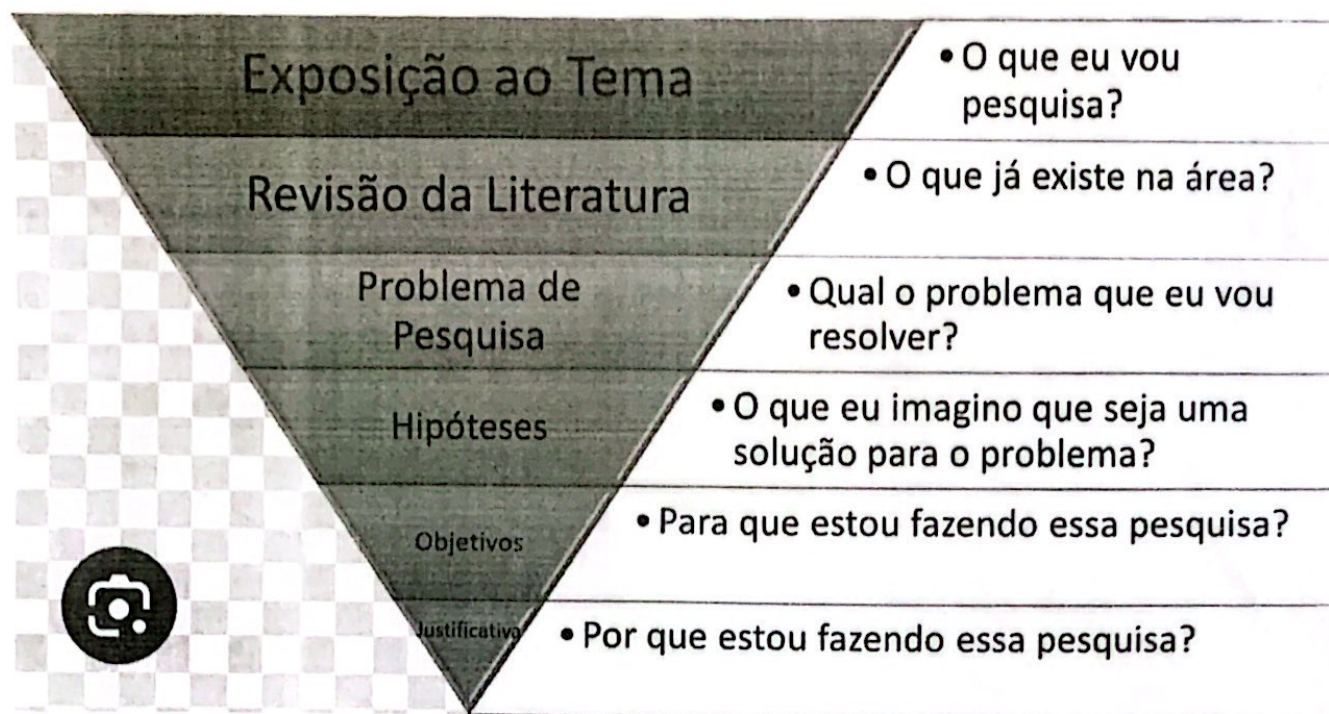 Exposição ao Tema
• O que eu vou
pesquisa?
Revisão da Literatura
• O que já existe na área?
Problema de
Pesquisa
• Qual o problema que eu vou
resolver?
Hipóteses
• O que eu imagino que seja uma
solução para o problema?
Objetivos
• Para que estou fazendo essa pesquisa?
Justificativa
• Por que estou fazendo essa pesquisa?